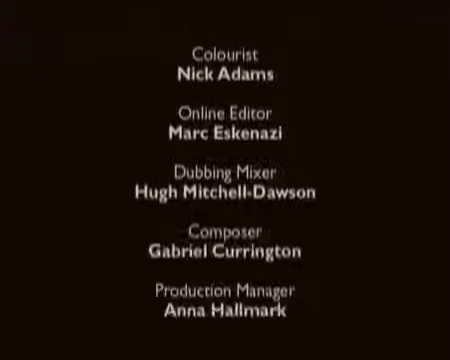 Colourist
Nick Adams
Online Editor
Marc Eskenazi
Dubbing Mixer
Hugh Mitchell-Dawson
Composer
Gabriel Currington
Production Manager
Anna Hallmark